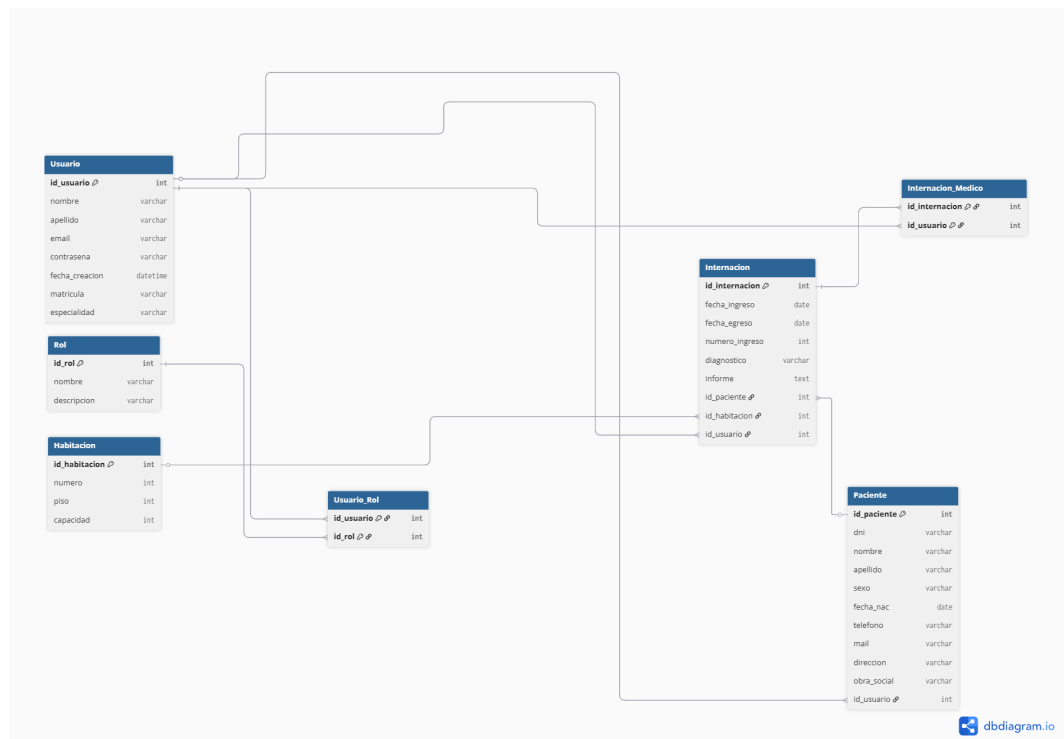 Usuario
id_usuario int
nombre varchar
apellido varchar
email varchar
contrasena varchar
fecha_creacion datetime
matricula varchar
especialidad varchar
Rol
id_rol int
nombre varchar
descripcion varchar
Habitacion
id_habitacion int
numero int
piso int
capacidad int
Usuario_Rol
id_usuario int
id_rol int
Internacion
id_internacion int
fecha_ingreso date
fecha_egreso date
numero_ingreso int
diagnostico varchar
informe text
id_paciente int
id_habitacion int
id_usuario int
Internacion_Medico
id_internacion int
id_usuario int
Paciente
id_paciente int
dni varchar
nombre varchar
apellido varchar
sexo varchar
fecha_nac date
telefono varchar
mail varchar
direccion varchar
obra_social varchar
id_usuario int
dbdiagram.io